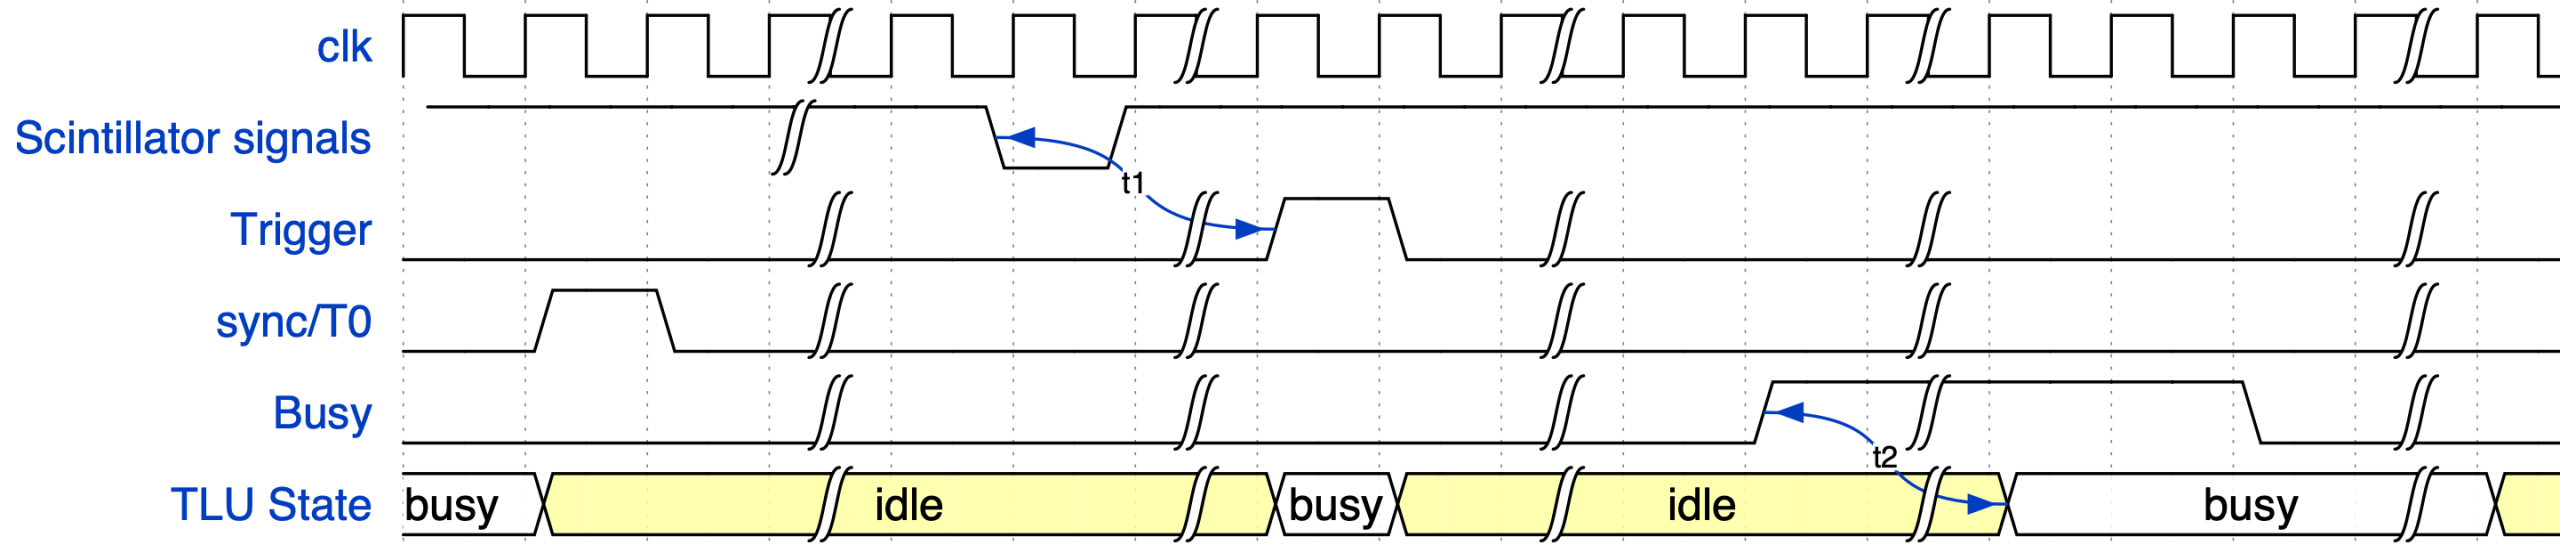 clk
Scintillator signals
t1
Trigger
sync/T0
Busy
t2
TLU State busy idle busy idle busy